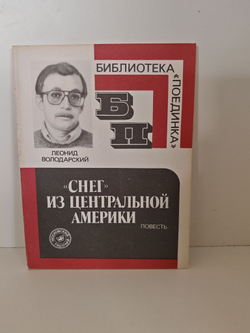 БИБЛИОТЕКА
«ПОЕДИНКА»
БП
ЛЕОНИД
ВОЛОДАРСКИЙ
«СНЕГ»
ИЗ ЦЕНТРАЛЬНОЙ
АМЕРИКИ
ПОВЕСТЬ